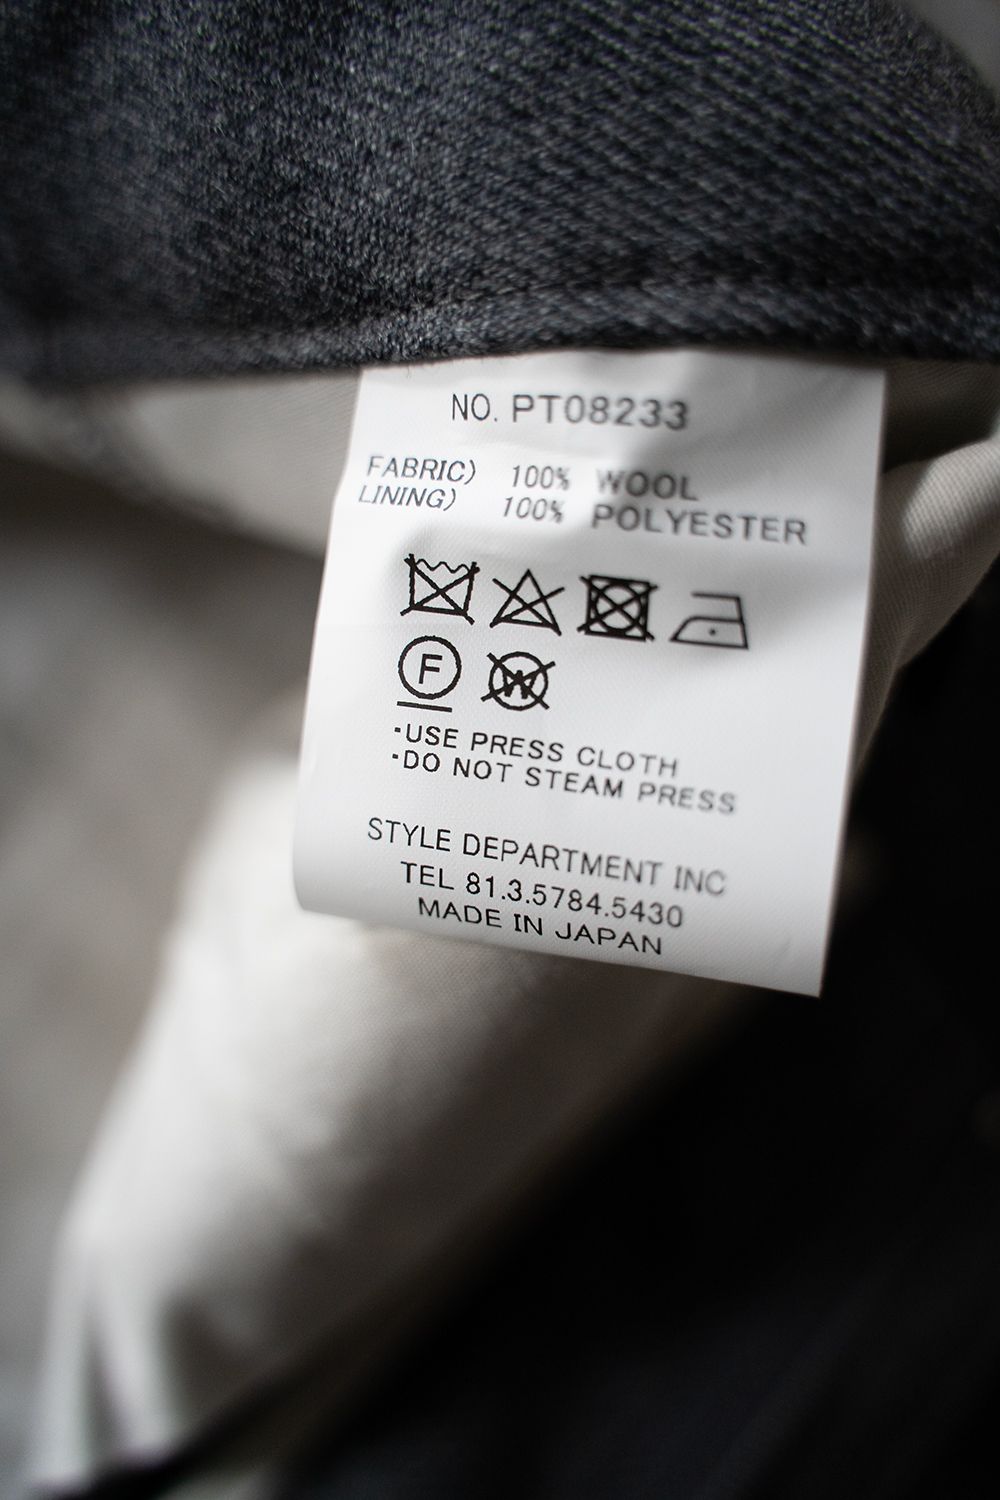 NO. PT08233
FABRIC) 100% WOOL
LINING) 100% POLYESTER
F W
·USE PRESS CLOTH
·DO NOT STEAM PRESS
STYLE DEPARTMENT INC
TEL 81.3.5784.5430
MADE IN JAPAN